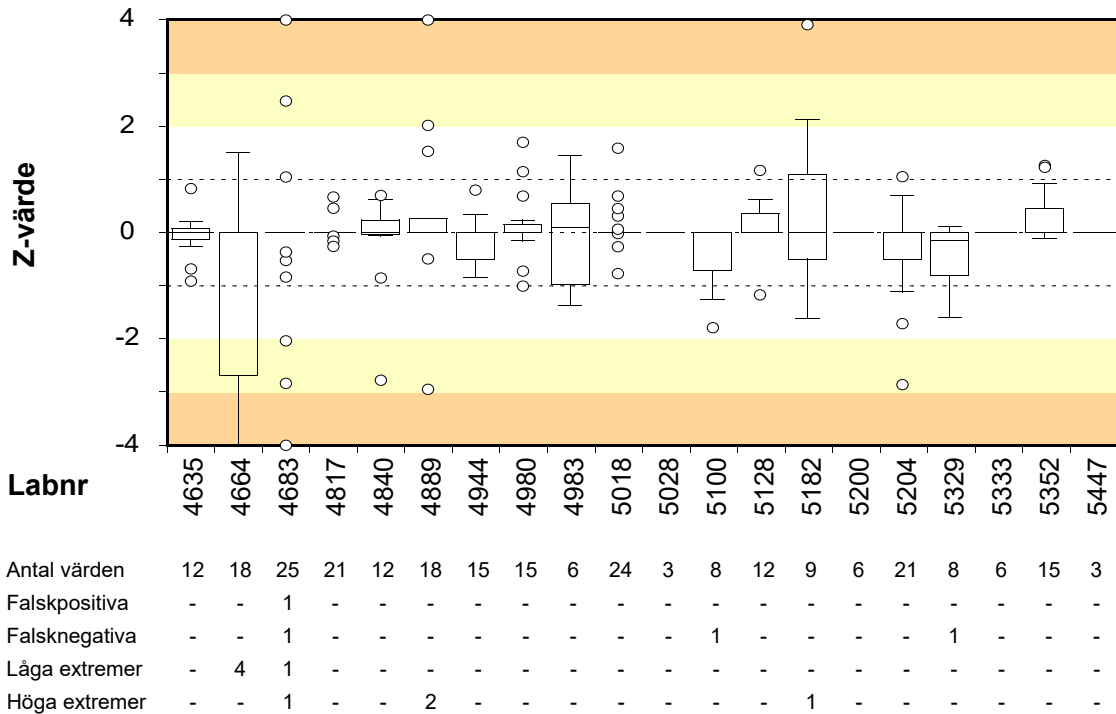 4
2
0
-2
-4
Z-värde
Labnr 4635 4664 4683 4817 4840 4889 4944 4980 4983 5018 5028 5100 5128 5182 5200 5204 5329 5333 5352 5447
Antal värden 12 18 25 21 12 18 15 15 6 24 3 8 12 9 6 21 8 6 15 3
Falskpositiva - - 1 - - - - - - - - - - - - - - - - -
Falsknegativa - - 1 - - - - - - - - 1 - - - - 1 - - -
Låga extremer - 4 1 - - - - - - - - - - - - - - - - -
Höga extremer - - 1 - - 2 - - - - - - - 1 - - - - - -